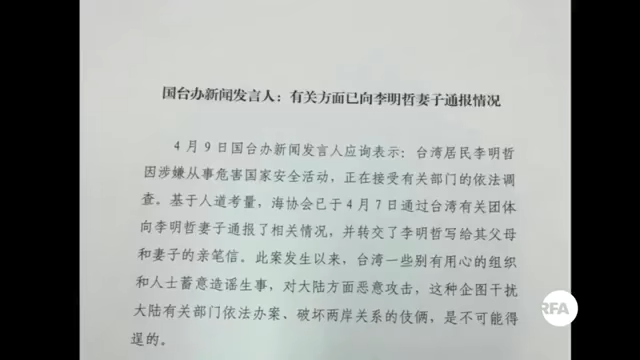 国台办新闻发言人：有关方面已向李明哲妻子通报情况
4月9日国台办新闻发言人应询表示：台湾居民李明哲
因涉嫌从事危害国家安全活动，正在接受有关部门的依法调
查。基于人道考量，海协会已于4月7日通过台湾有关团体
向李明哲妻子通报了相关情况，并转交了李明哲写给其父母
和妻子的亲笔信。此案发生以来，台湾一些别有用心的组织
和人士蓄意造谣生事，对大陆方面恶意攻击，这种企图干扰
大陆有关部门依法办案、破坏两岸关系的伎俩，是不可能得
逞的。
RFA